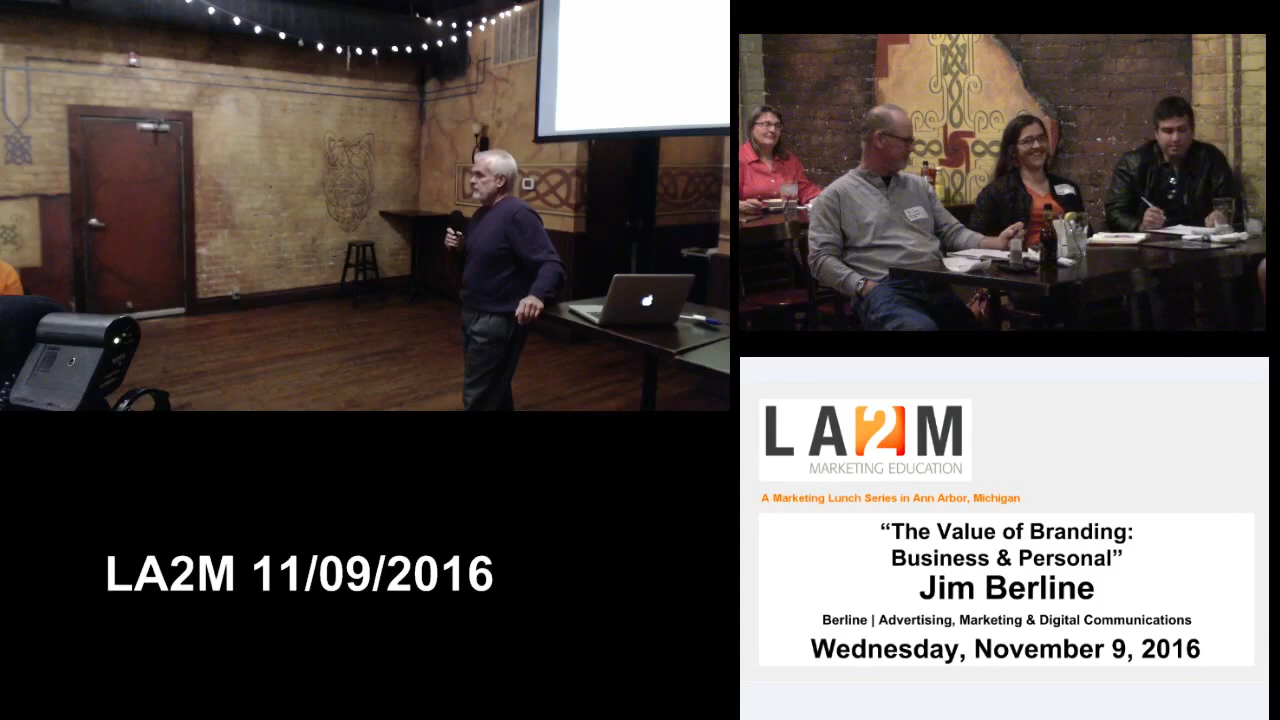 LA2M
MARKETING EDUCATION
A Marketing Lunch Series in Ann Arbor, Michigan
“The Value of Branding:
Business & Personal”
Jim Berline
Berline | Advertising, Marketing & Digital Communications
Wednesday, November 9, 2016
LA2M 11/09/2016